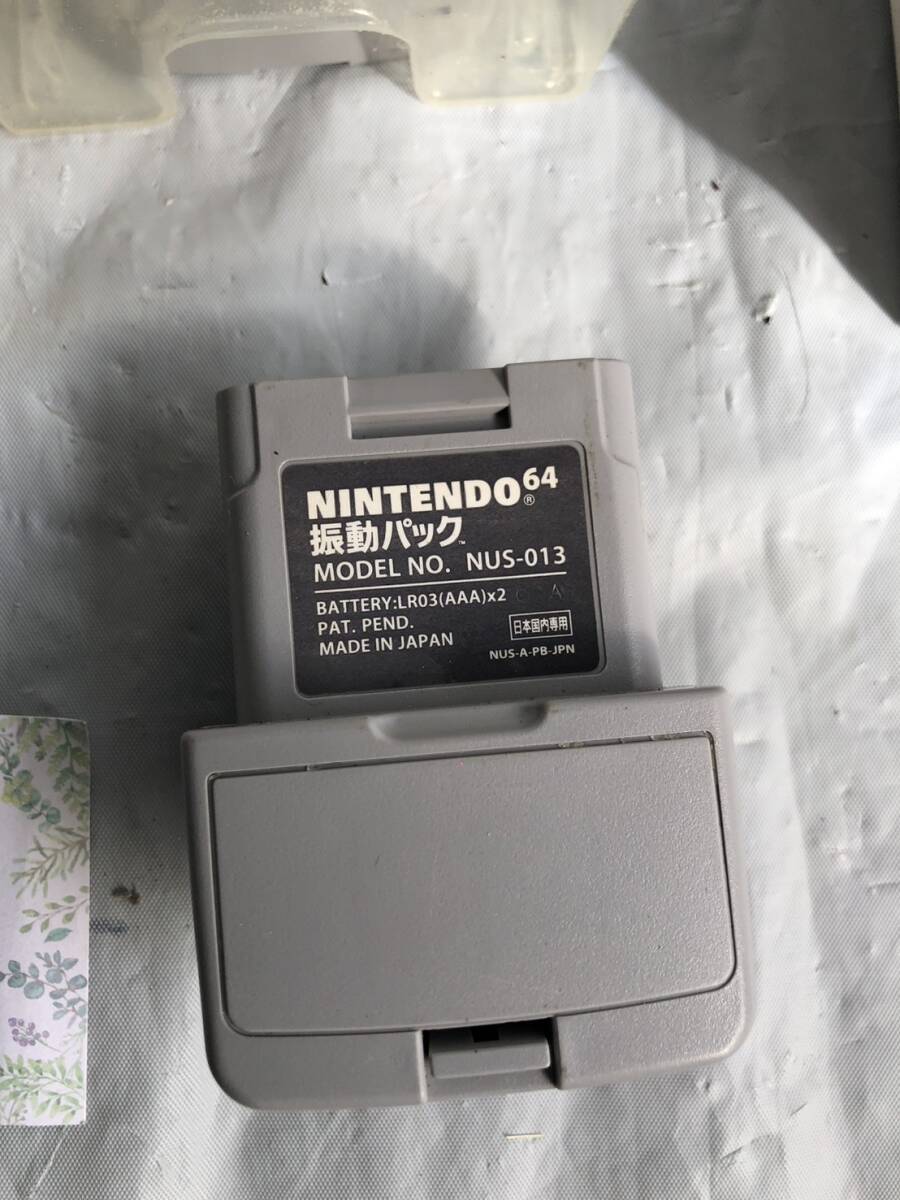 NINTENDO64®
振動パック™
MODEL NO. NUS-013
BATTERY:LR03(AAA)x2
PAT. PEND.
MADE IN JAPAN
日本国内専用
NUS-A-PB-JPN